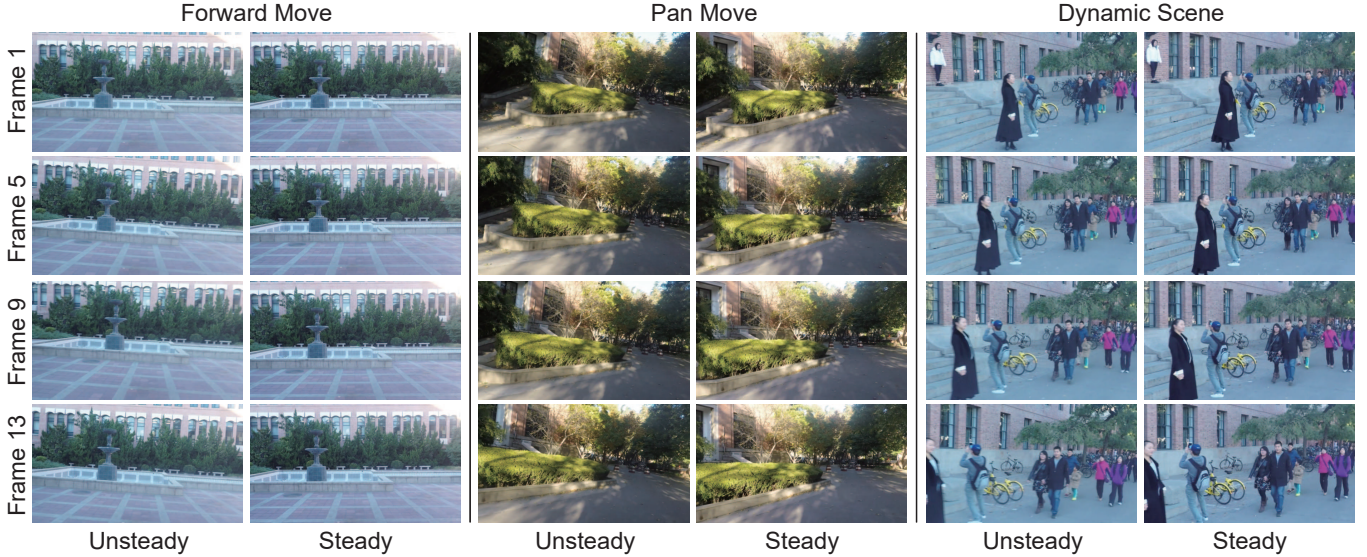 Forward Move
Pan Move
Dynamic Scene
Frame 1
Frame 5
Frame 9
Frame 13
Unsteady
Steady
Unsteady
Steady
Unsteady
Steady